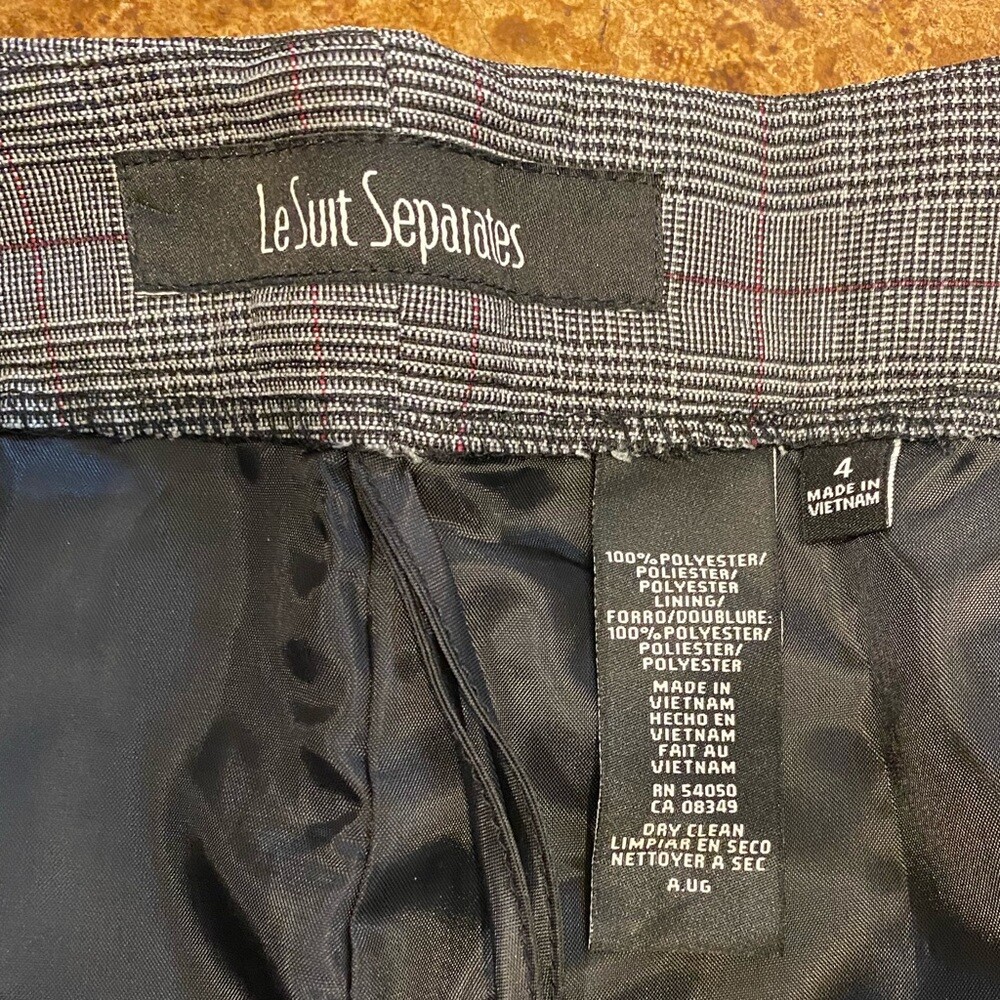 LeSuit Separates
4
MADE IN
VIETNAM
100%POLYESTER/
POLIESTER/
POLYESTER
LINING/
FORRO/DOUBLURE:
100%POLYESTER/
POLIESTER/
POLYESTER
MADE IN
VIETNAM
HECHO EN
VIETNAM
FAIT AU
VIETNAM
RN 54050
CA 08349
DRY CLEAN
LIMPIAR EN SECO
NETTOYER A SEC
A.UG